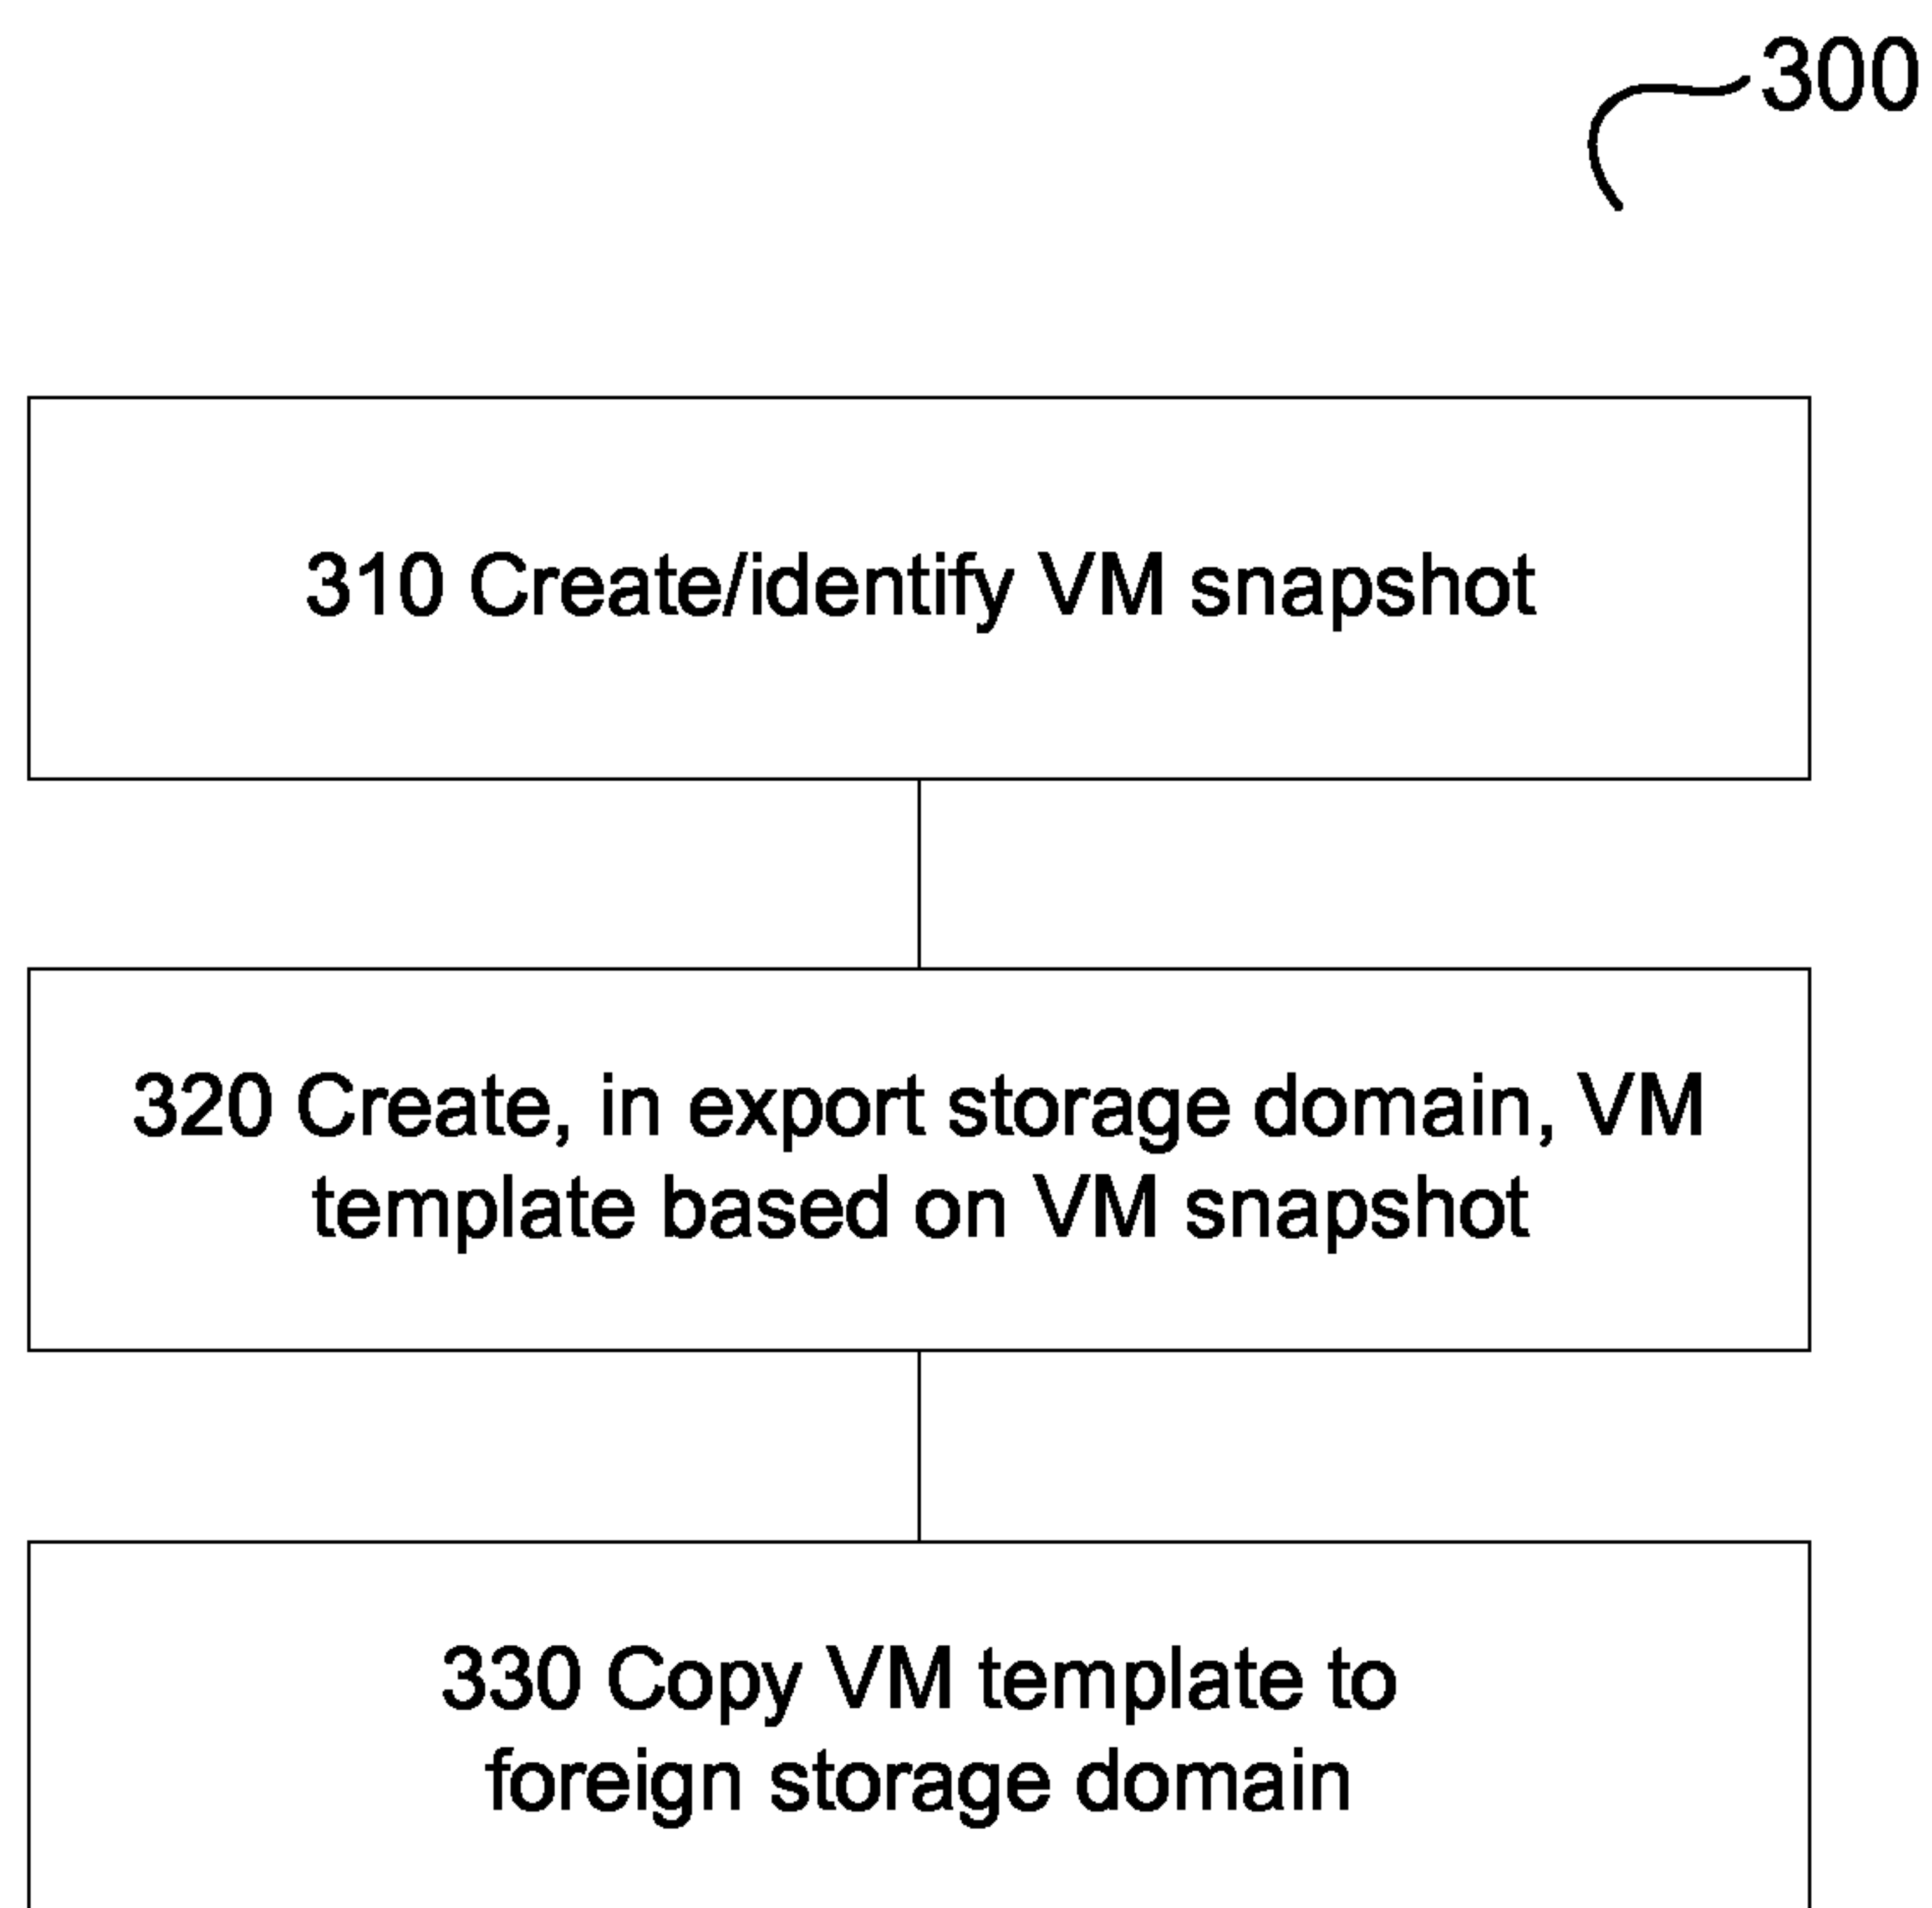 300
310 Create/identify VM snapshot
320 Create, in export storage domain, VM
template based on VM snapshot
330 Copy VM template to
foreign storage domain